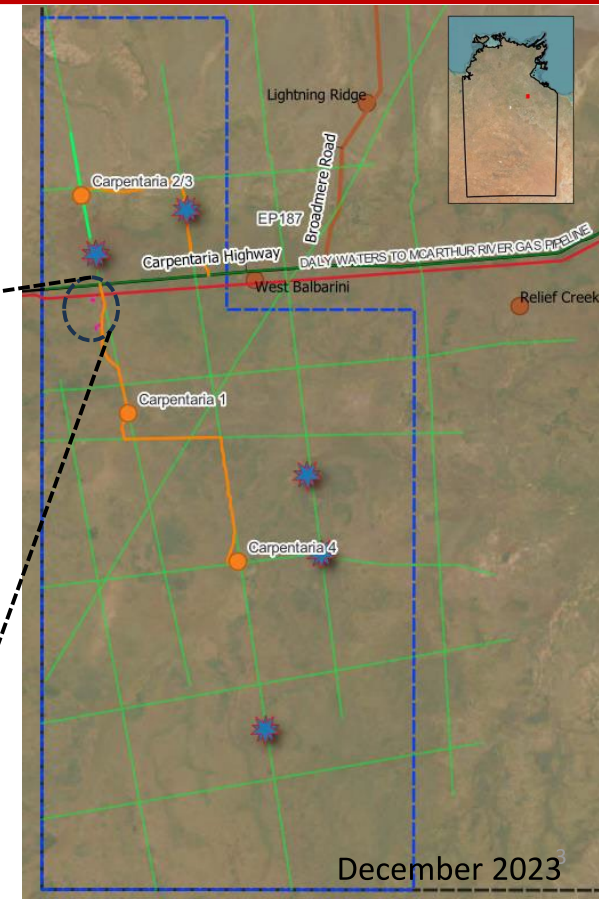 Lightning Ridge
Broadmere Road
Carpentaria 2/3
EP187
Carpentaria Highway
DALY WATERS TO MCARTHUR RIVER GAS PIPELINE
West Balbarini
Relief Creek
Carpentaria 1
Carpentaria 4
3
December 2023